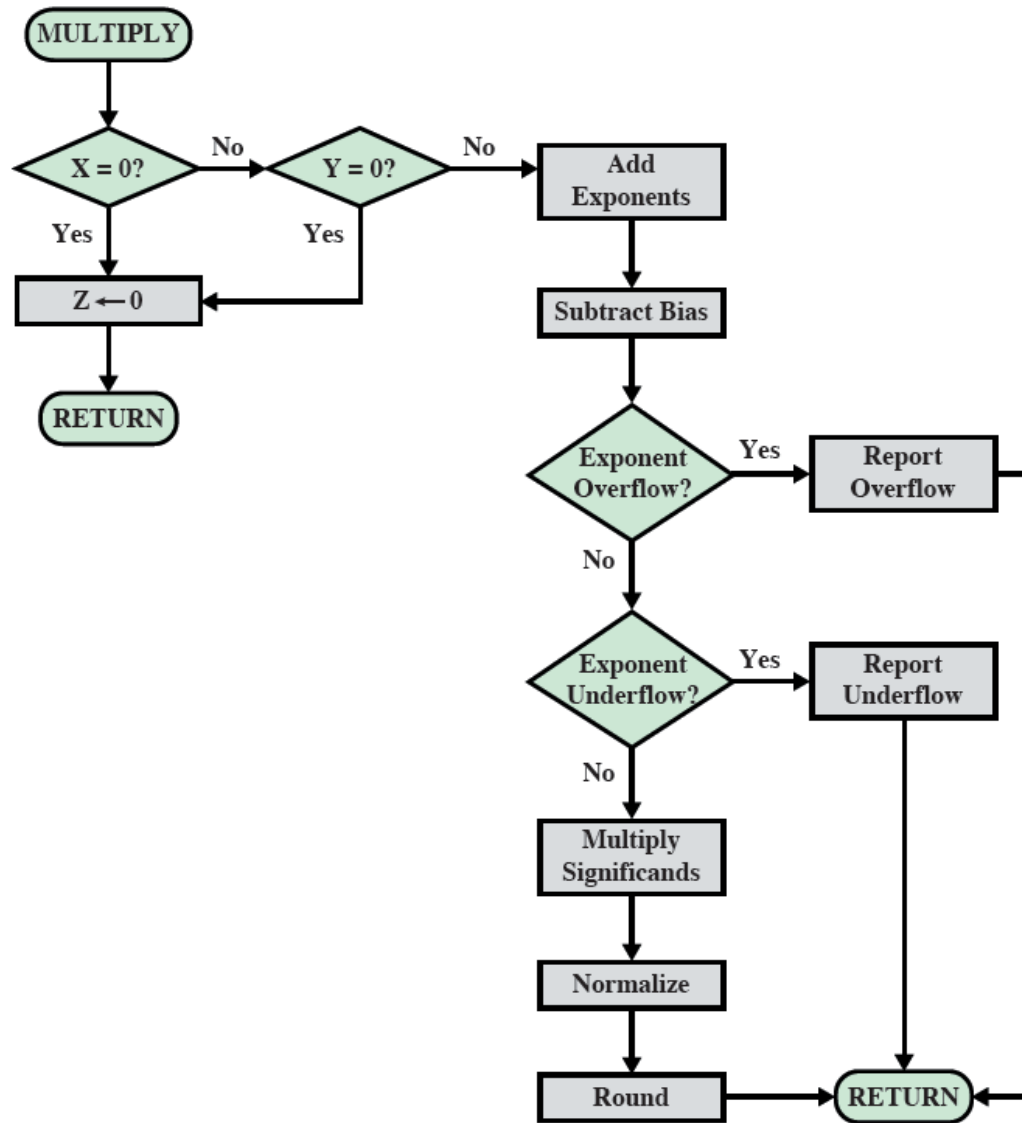 MULTIPLY
X = 0?
No
Y = 0?
No
Add
Exponents
Yes
Yes
Z ← 0
Subtract Bias
RETURN
Exponent
Overflow?
Yes
Report
Overflow
No
Exponent
Underflow?
Yes
Report
Underflow
No
Multiply
Significands
Normalize
Round
RETURN